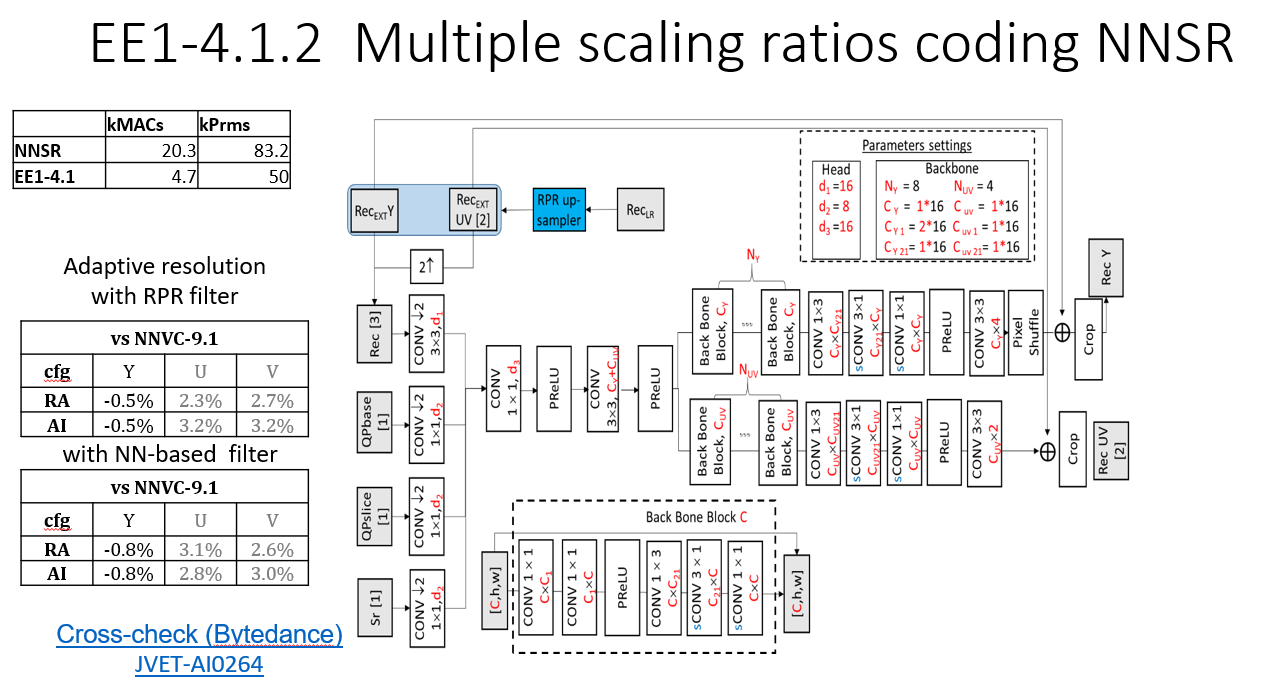 EE1-4.1.2 Multiple scaling ratios coding NNSR
kMACs kPrms
NNSR 20.3 83.2
EE1-4.1 4.7 50
Adaptive resolution
with RPR filter
vs NNVC-9.1
cfg Y U V
RA -0.5% 2.3% 2.7%
AI -0.5% 3.2% 3.2%
with NN-based filter
vs NNVC-9.1
cfg Y U V
RA -0.8% 3.1% 2.6%
AI -0.8% 2.8% 3.0%
Cross-check (Bytedance)
JVET-AI0264
RecEXTY
RecEXT
UV [2]
RPR up-
sampler
RecLR
2↑
Parameters settings
Head
d1=16
d2= 8
d3=16
Backbone
NY = 8 NUV = 4
CY = 1*16 Cuv = 1*16
CY1 = 2*16 Cuv1 = 1*16
CY21= 1*16 Cuv21= 1*16
Rec [3]
CONV ↓2
3×3,d1
QPbase
[1]
CONV ↓2
1×1,d2
QPslice
[1]
CONV ↓2
1×1,d2
Sr [1]
CONV ↓2
1×1,d2
CONV
1 × 1, d3
PReLU
CONV
3×3, CY+CUV
PReLU
NY
Back Bone
Block, CY
...
Back Bone
Block, CY
CONV 1×3
CY×CY21
sCONV 3×1
CY21×CY
sCONV 1×1
CY×CY
PReLU
CONV 3×3
CY×4
Pixel
Shuffle
Crop
Rec Y
NUV
Back Bone
Block, CUV
...
Back Bone
Block, CUV
CONV 1×3
CUV×CUV21
sCONV 3×1
CUV21×CUV
sCONV 1×1
CUV×CUV
PReLU
CONV 3×3
CUV×2
Crop
Rec UV
[2]
Back Bone Block C
[C,h,w]
CONV 1 × 1
C×C1
CONV 1 × 1
C1×C
PReLU
CONV 1 × 3
C×C21
sCONV 3 × 1
C21×C
sCONV 1 × 1
C×C
[C,h,w]